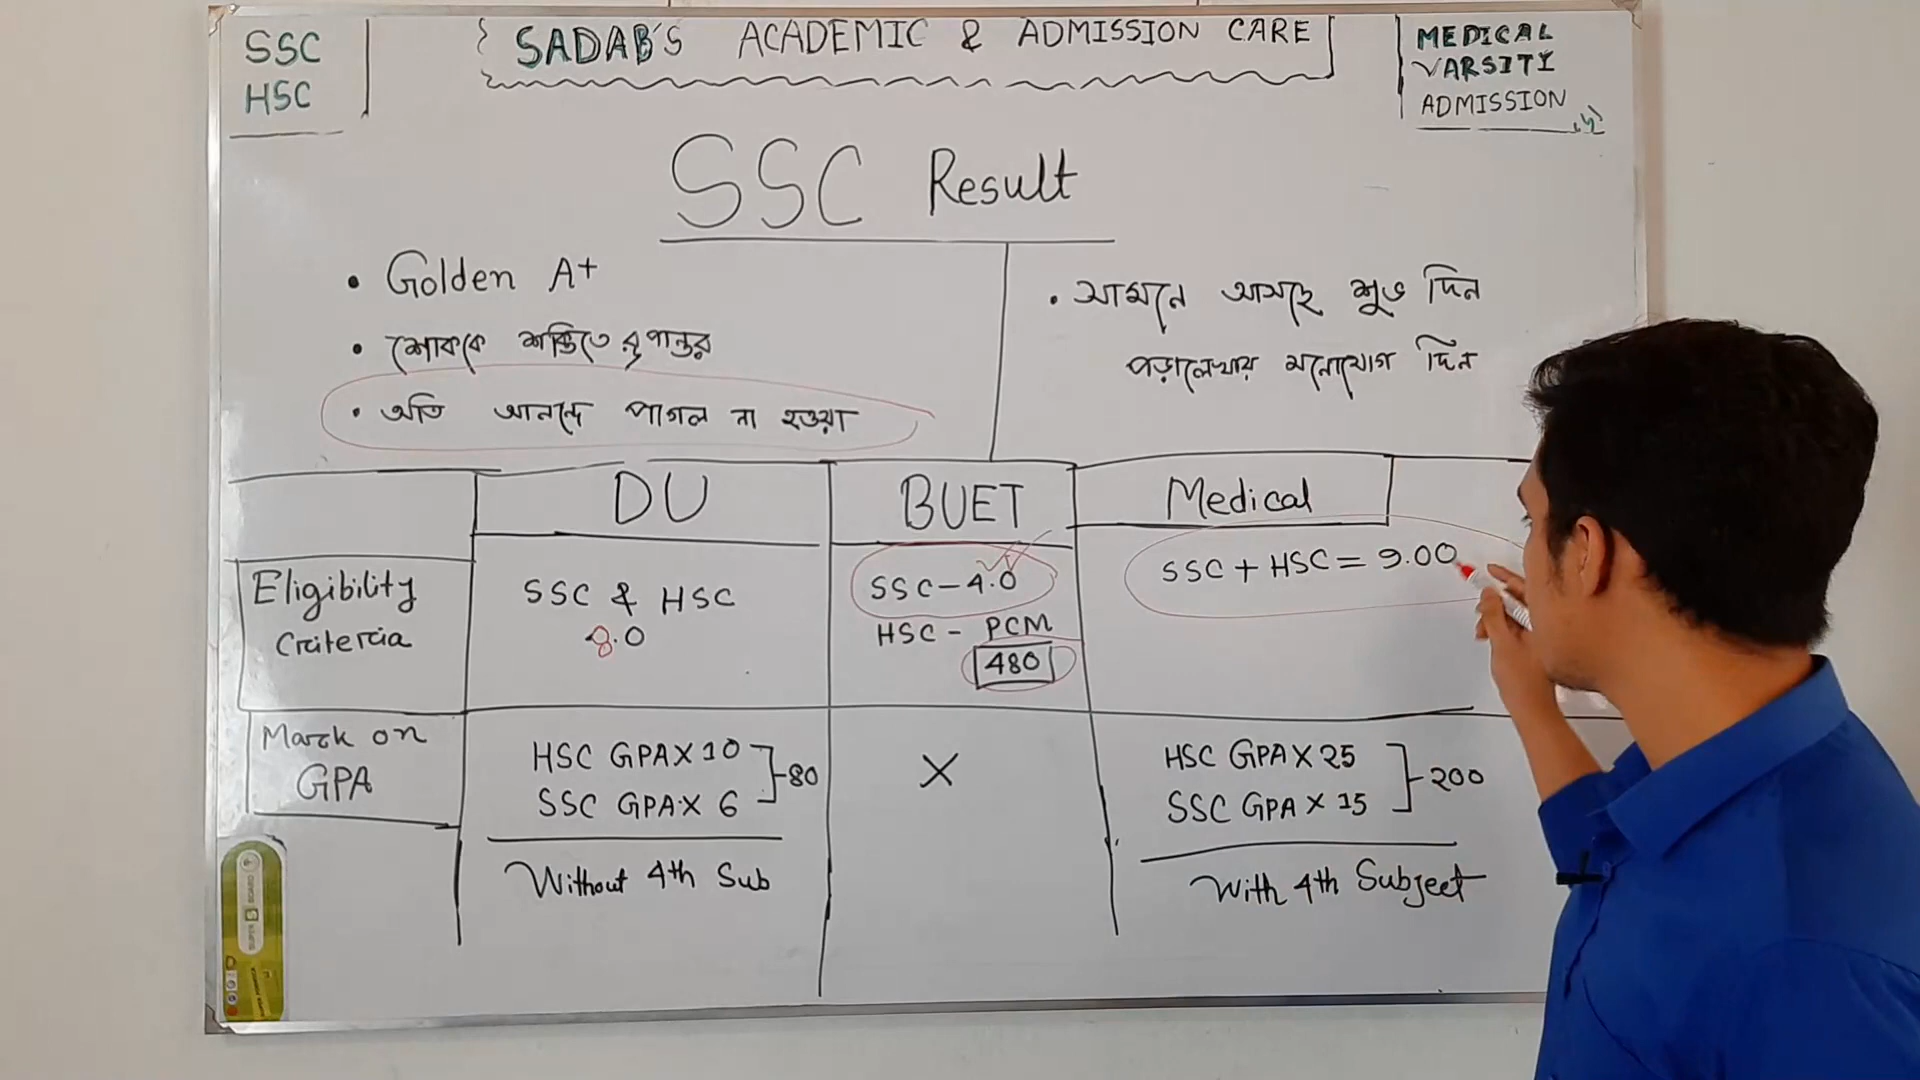 SSC
HSC
SADAB'S ACADEMIC & ADMISSION CARE
MEDICAL
VARSITY
ADMISSION
SSC Result
• Golden A+
• শোককে শক্তিতে রূপান্তর
• অতি আনন্দে পাগল না হওয়া
• সামনে আসছে শুভ দিন
পড়ালেখায় মনোযোগ দিন
DU
BUET
Medical
Eligibility
Criteria
SSC & HSC
8.0
SSC - 4.0
HSC - PCM
480
SSC + HSC = 9.00
Mark on
GPA
HSC GPA X 10
SSC GPA X 6
80
Without 4th Sub
X
HSC GPA X 25
SSC GPA X 15
200
With 4th Subject